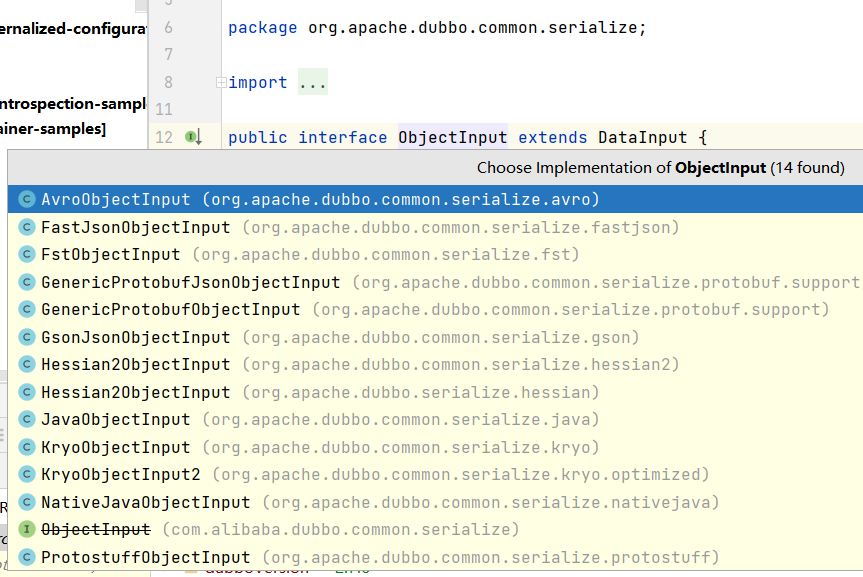 ernalized-configurat
6 package org.apache.dubbo.common.serialize;
7
8 import ...
11
ntrospection-sample
ainer-samples]
12 public interface ObjectInput extends DataInput {
Choose Implementation of ObjectInput (14 found)
C AvroObjectInput (org.apache.dubbo.common.serialize.avro)
C FastJsonObjectInput (org.apache.dubbo.common.serialize.fastjson)
C FstObjectInput (org.apache.dubbo.common.serialize.fst)
C GenericProtobufJsonObjectInput (org.apache.dubbo.common.serialize.protobuf.support
C GenericProtobufObjectInput (org.apache.dubbo.common.serialize.protobuf.support)
C GsonJsonObjectInput (org.apache.dubbo.common.serialize.gson)
C Hessian2ObjectInput (org.apache.dubbo.common.serialize.hessian2)
C Hessian2ObjectInput (org.apache.dubbo.serialize.hessian)
C JavaObjectInput (org.apache.dubbo.common.serialize.java)
C KryoObjectInput (org.apache.dubbo.common.serialize.kryo)
C KryoObjectInput2 (org.apache.dubbo.common.serialize.kryo.optimized)
C NativeJavaObjectInput (org.apache.dubbo.common.serialize.nativejava)
I ObjectInput (com.alibaba.dubbo.common.serialize)
C ProtostuffObjectInput (org.apache.dubbo.common.serialize.protostuff)